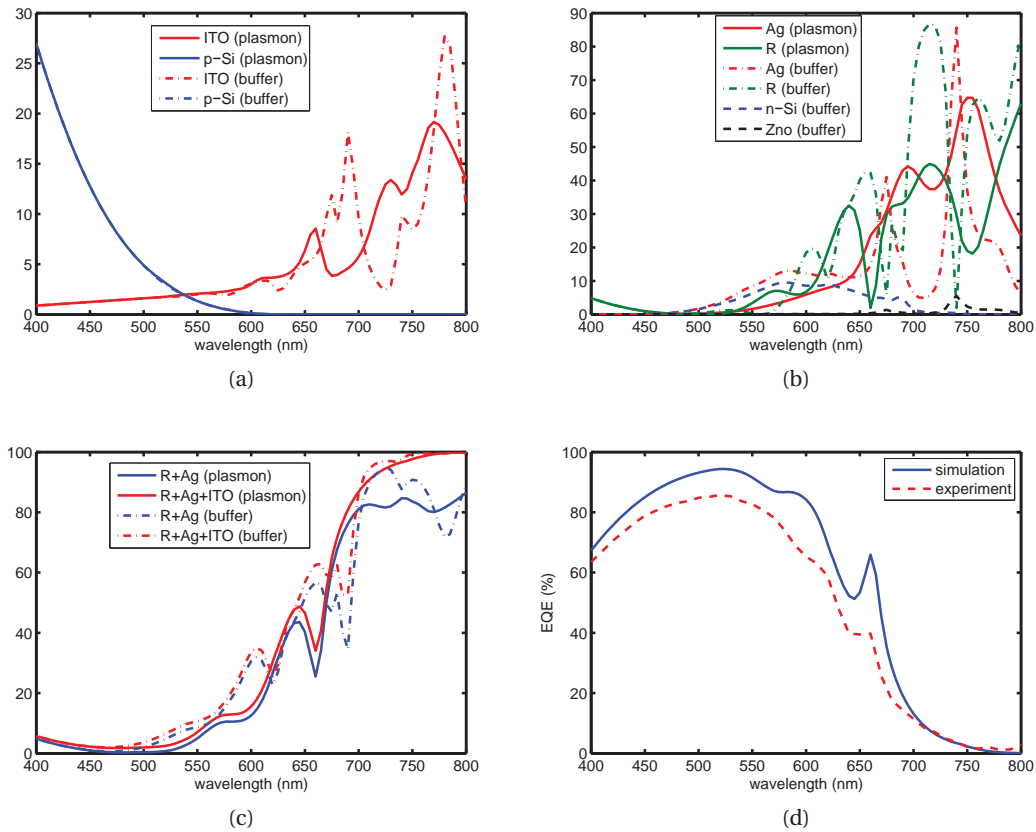 30
25
20
15
10
5
0
400 450 500 550 600 650 700 750 800
wavelength (nm)
ITO (plasmon)
p−Si (plasmon)
ITO (buffer)
p−Si (buffer)
(a)
90
80
70
60
50
40
30
20
10
0
400 450 500 550 600 650 700 750 800
wavelength (nm)
Ag (plasmon)
R (plasmon)
Ag (buffer)
R (buffer)
n−Si (buffer)
Zno (buffer)
(b)
100
80
60
40
20
0
400 450 500 550 600 650 700 750 800
wavelength (nm)
R+Ag (plasmon)
R+Ag+ITO (plasmon)
R+Ag (buffer)
R+Ag+ITO (buffer)
(c)
100
80
60
40
20
0
EQE (%)
400 450 500 550 600 650 700 750 800
wavelength (nm)
simulation
experiment
(d)